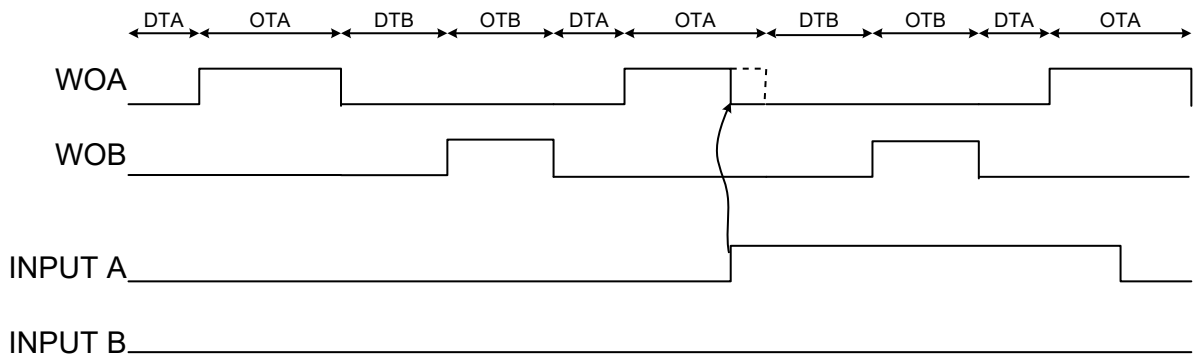 DTA OTA DTB OTB DTA OTA DTB OTB DTA OTA
WOA
WOB
INPUT A
INPUT B